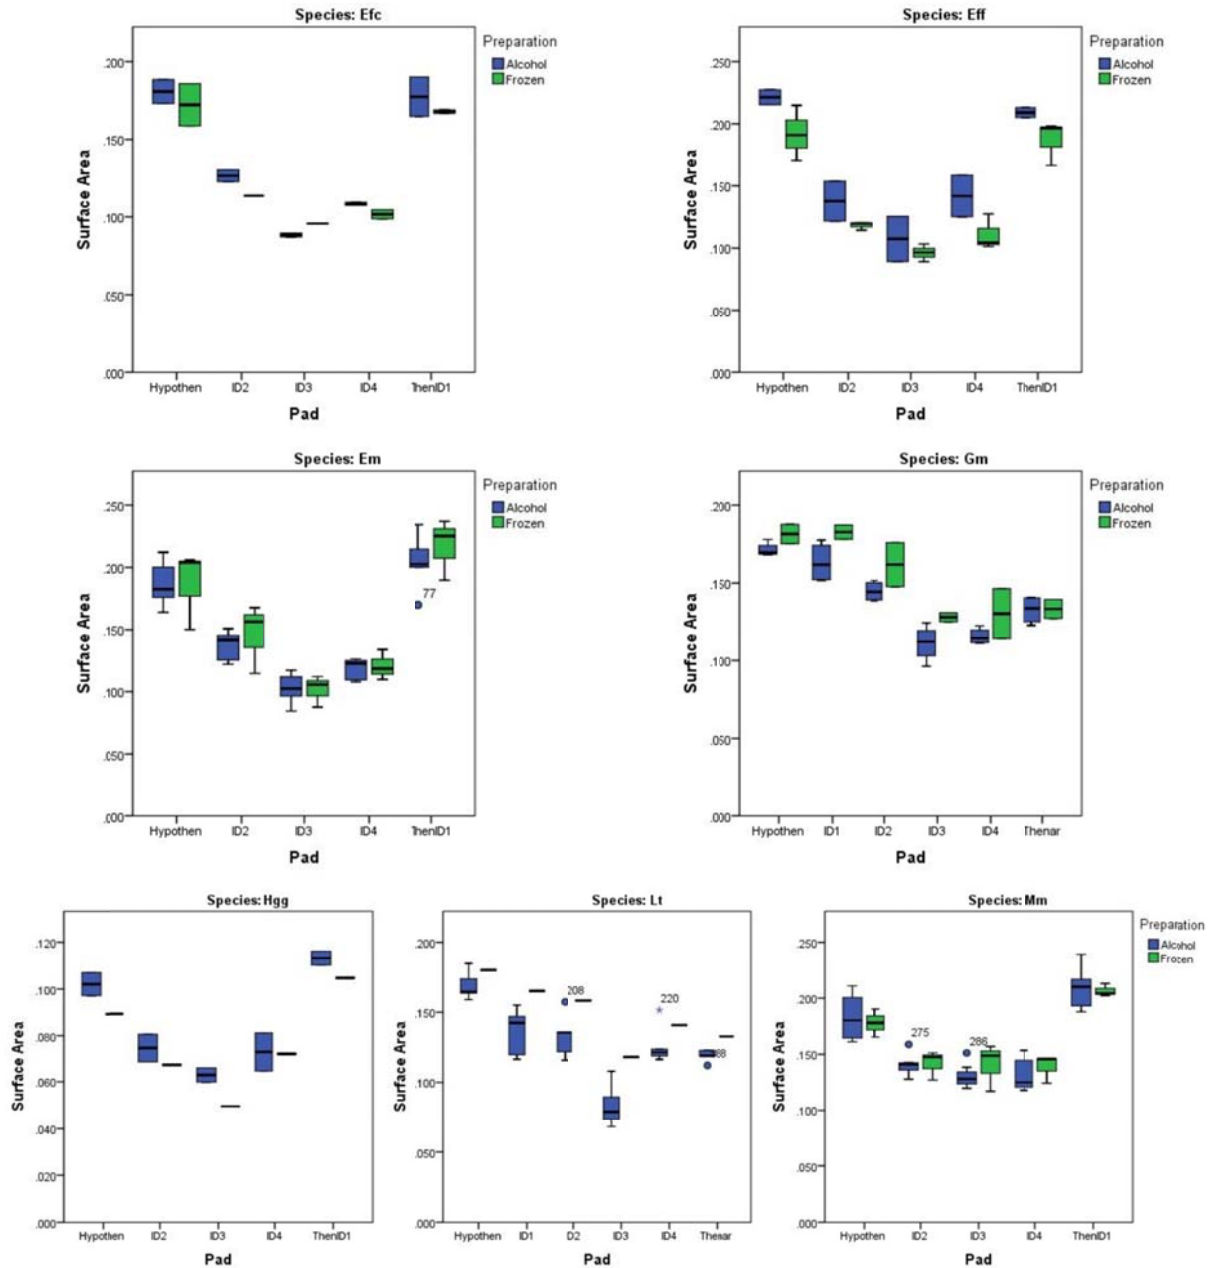 Species: Efc
Preparation
Alcohol
Frozen
.200
.150
.100
.050
.000
Surface Area
Hypothen ID2 ID3 ID4 ThenID1
Pad
Species: Eff
Preparation
Alcohol
Frozen
.250
.200
.150
.100
.050
.000
Surface Area
Hypothen ID2 ID3 ID4 ThenID1
Pad
Species: Em
Preparation
Alcohol
Frozen
.250
.200
.150
.100
.050
.000
Surface Area
77
Hypothen ID2 ID3 ID4 ThenID1
Pad
Species: Gm
Preparation
Alcohol
Frozen
.200
.150
.100
.050
.000
Surface Area
Hypothen ID1 ID2 ID3 ID4 Thenar
Pad
Species: Hgg
.120
.100
.080
.060
.040
.020
.000
Surface Area
Hypothen ID2 ID3 ID4 ThenID1
Pad
Species: Lt
.200
.150
.100
.050
.000
Surface Area
208
220
Hypothen ID1 D2 ID3 ID4 Thenar
Pad
Species: Mm
Preparation
Alcohol
Frozen
.250
.200
.150
.100
.050
.000
Surface Area
275
286
Hypothen ID2 ID3 ID4 ThenID1
Pad